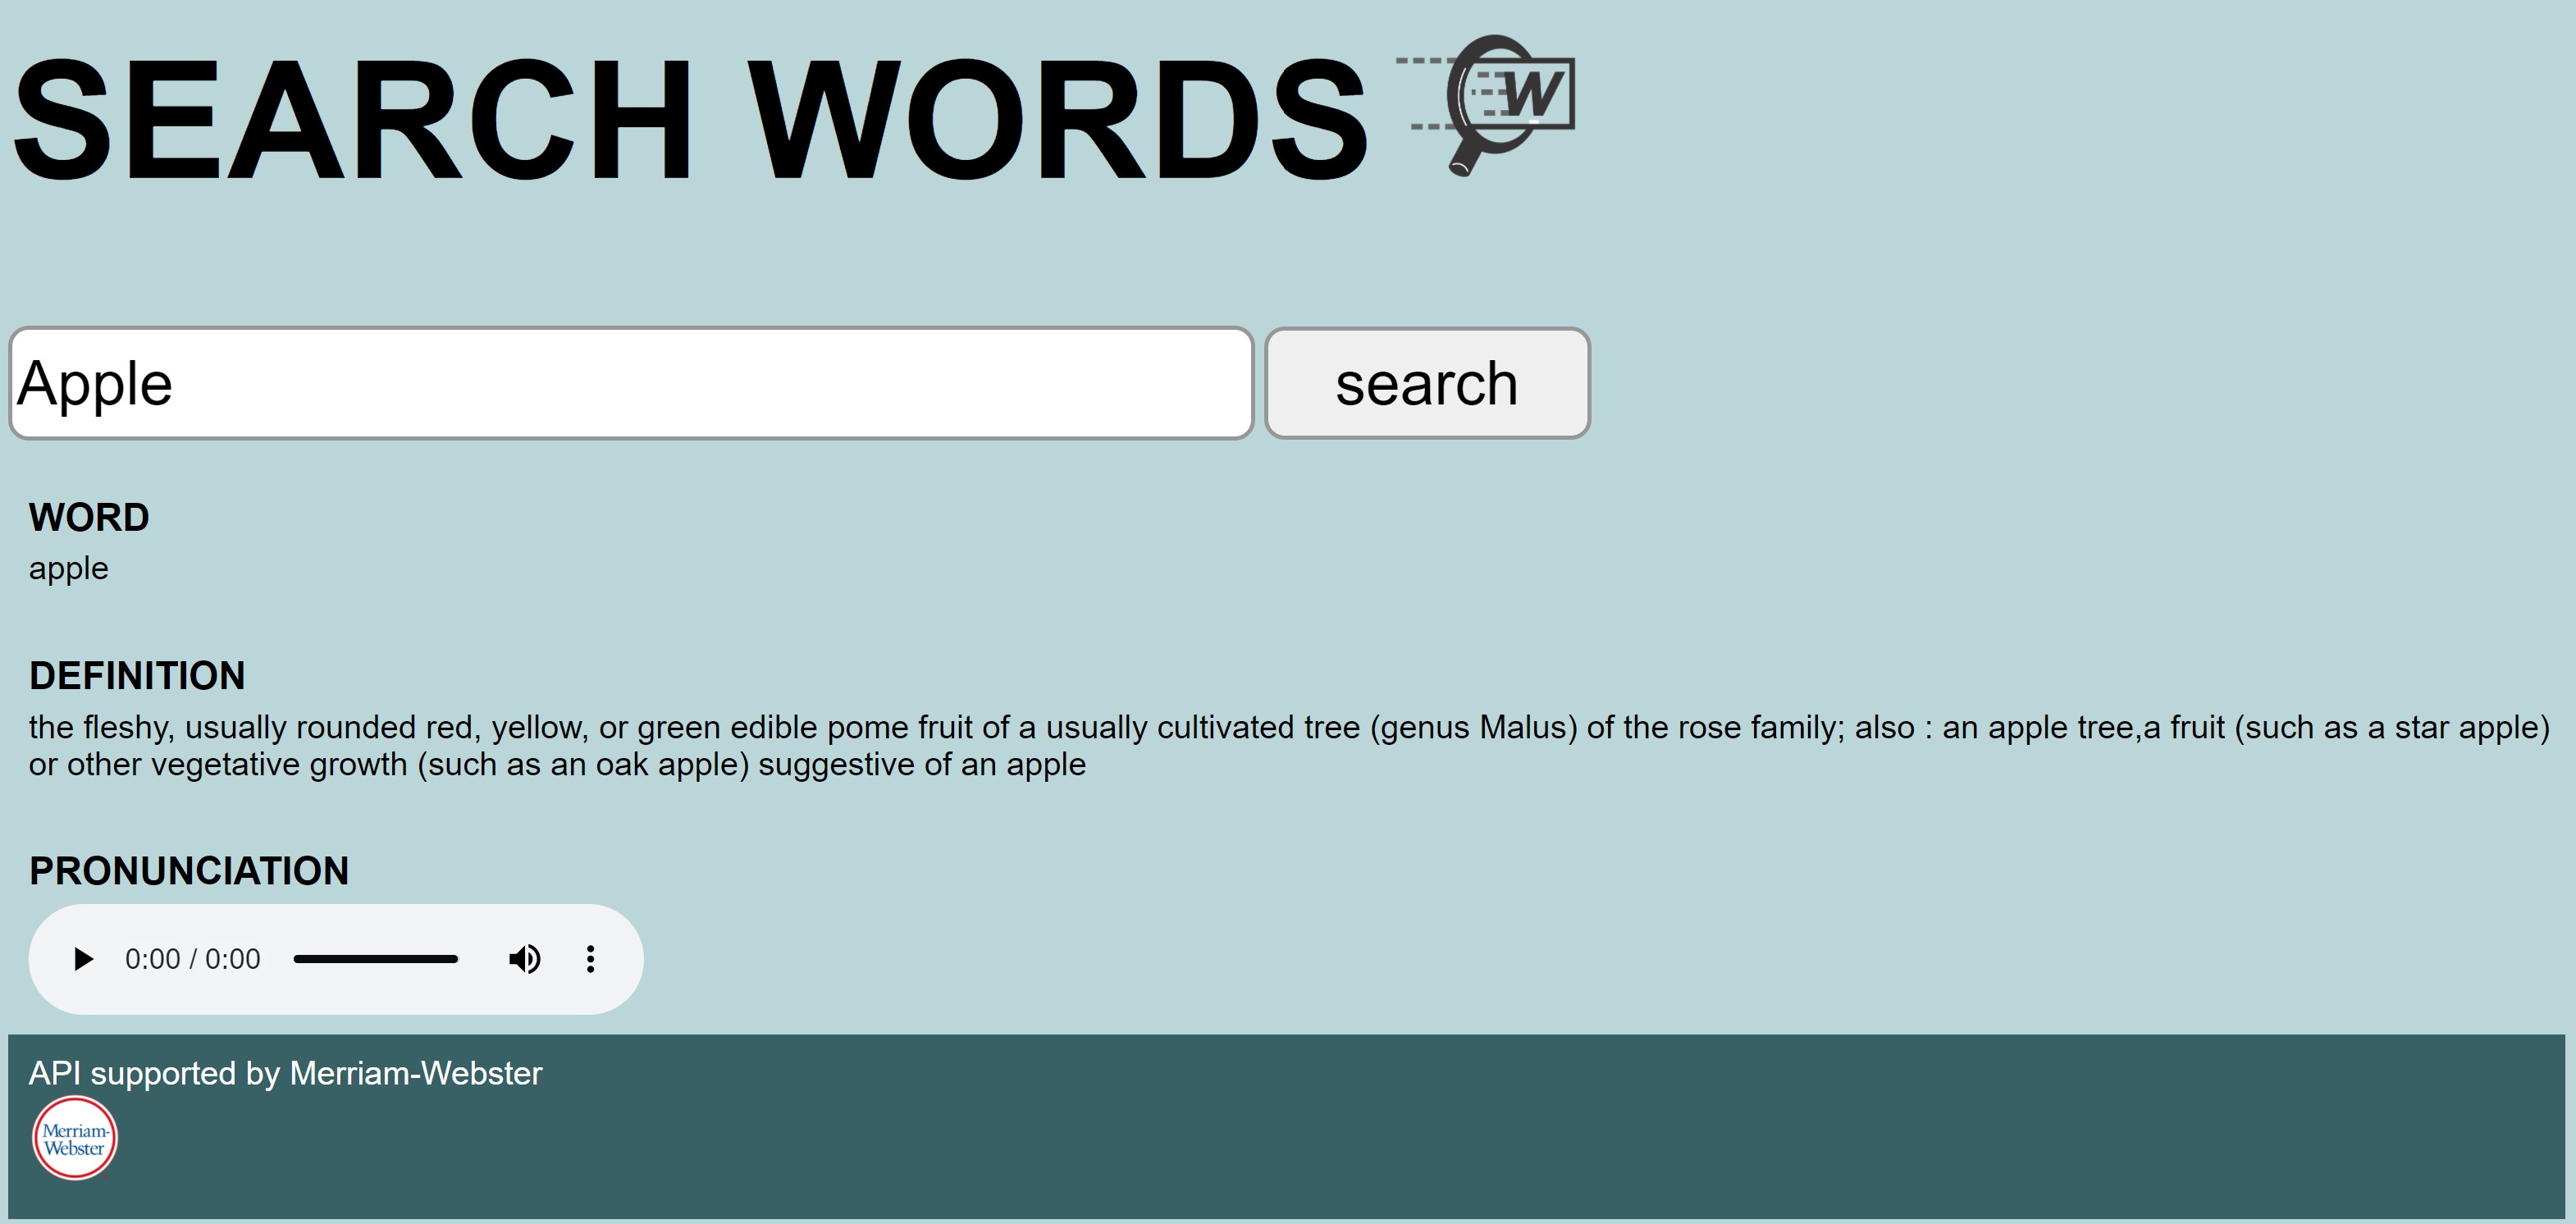 SEARCH WORDS
W
Apple
search
WORD
apple
DEFINITION
the fleshy, usually rounded red, yellow, or green edible pome fruit of a usually cultivated tree (genus Malus) of the rose family; also : an apple tree,a fruit (such as a star apple)
or other vegetative growth (such as an oak apple) suggestive of an apple
PRONUNCIATION
0:00 / 0:00
API supported by Merriam-Webster
Merriam-
Webster